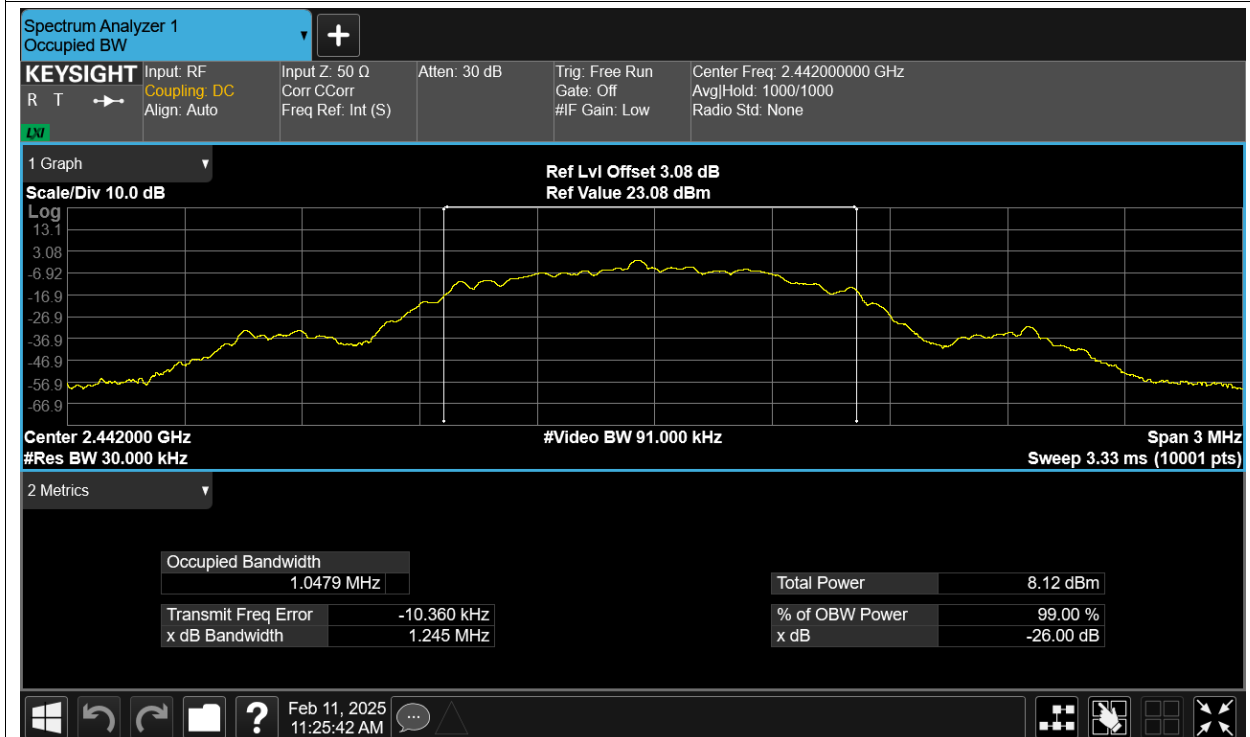 Spectrum Analyzer 1
Occupied BW
KEYSIGHT
R T
LXI
Input: RF
Coupling: DC
Align: Auto
Input Z: 50 Ω
Corr CCorr
Freq Ref: Int (S)
Atten: 30 dB
Trig: Free Run
Gate: Off
#IF Gain: Low
Center Freq: 2.442000000 GHz
Avg|Hold: 1000/1000
Radio Std: None
1 Graph
Scale/Div 10.0 dB
Ref Lvl Offset 3.08 dB
Ref Value 23.08 dBm
Log
13.1
3.08
-6.92
-16.9
-26.9
-36.9
-46.9
-56.9
-66.9
Center 2.442000 GHz
#Video BW 91.000 kHz
Span 3 MHz
#Res BW 30.000 kHz
Sweep 3.33 ms (10001 pts)
2 Metrics
Occupied Bandwidth
1.0479 MHz
Total Power 8.12 dBm
Transmit Freq Error -10.360 kHz
% of OBW Power 99.00 %
x dB Bandwidth 1.245 MHz
x dB -26.00 dB
?
Feb 11, 2025
11:25:42 AM